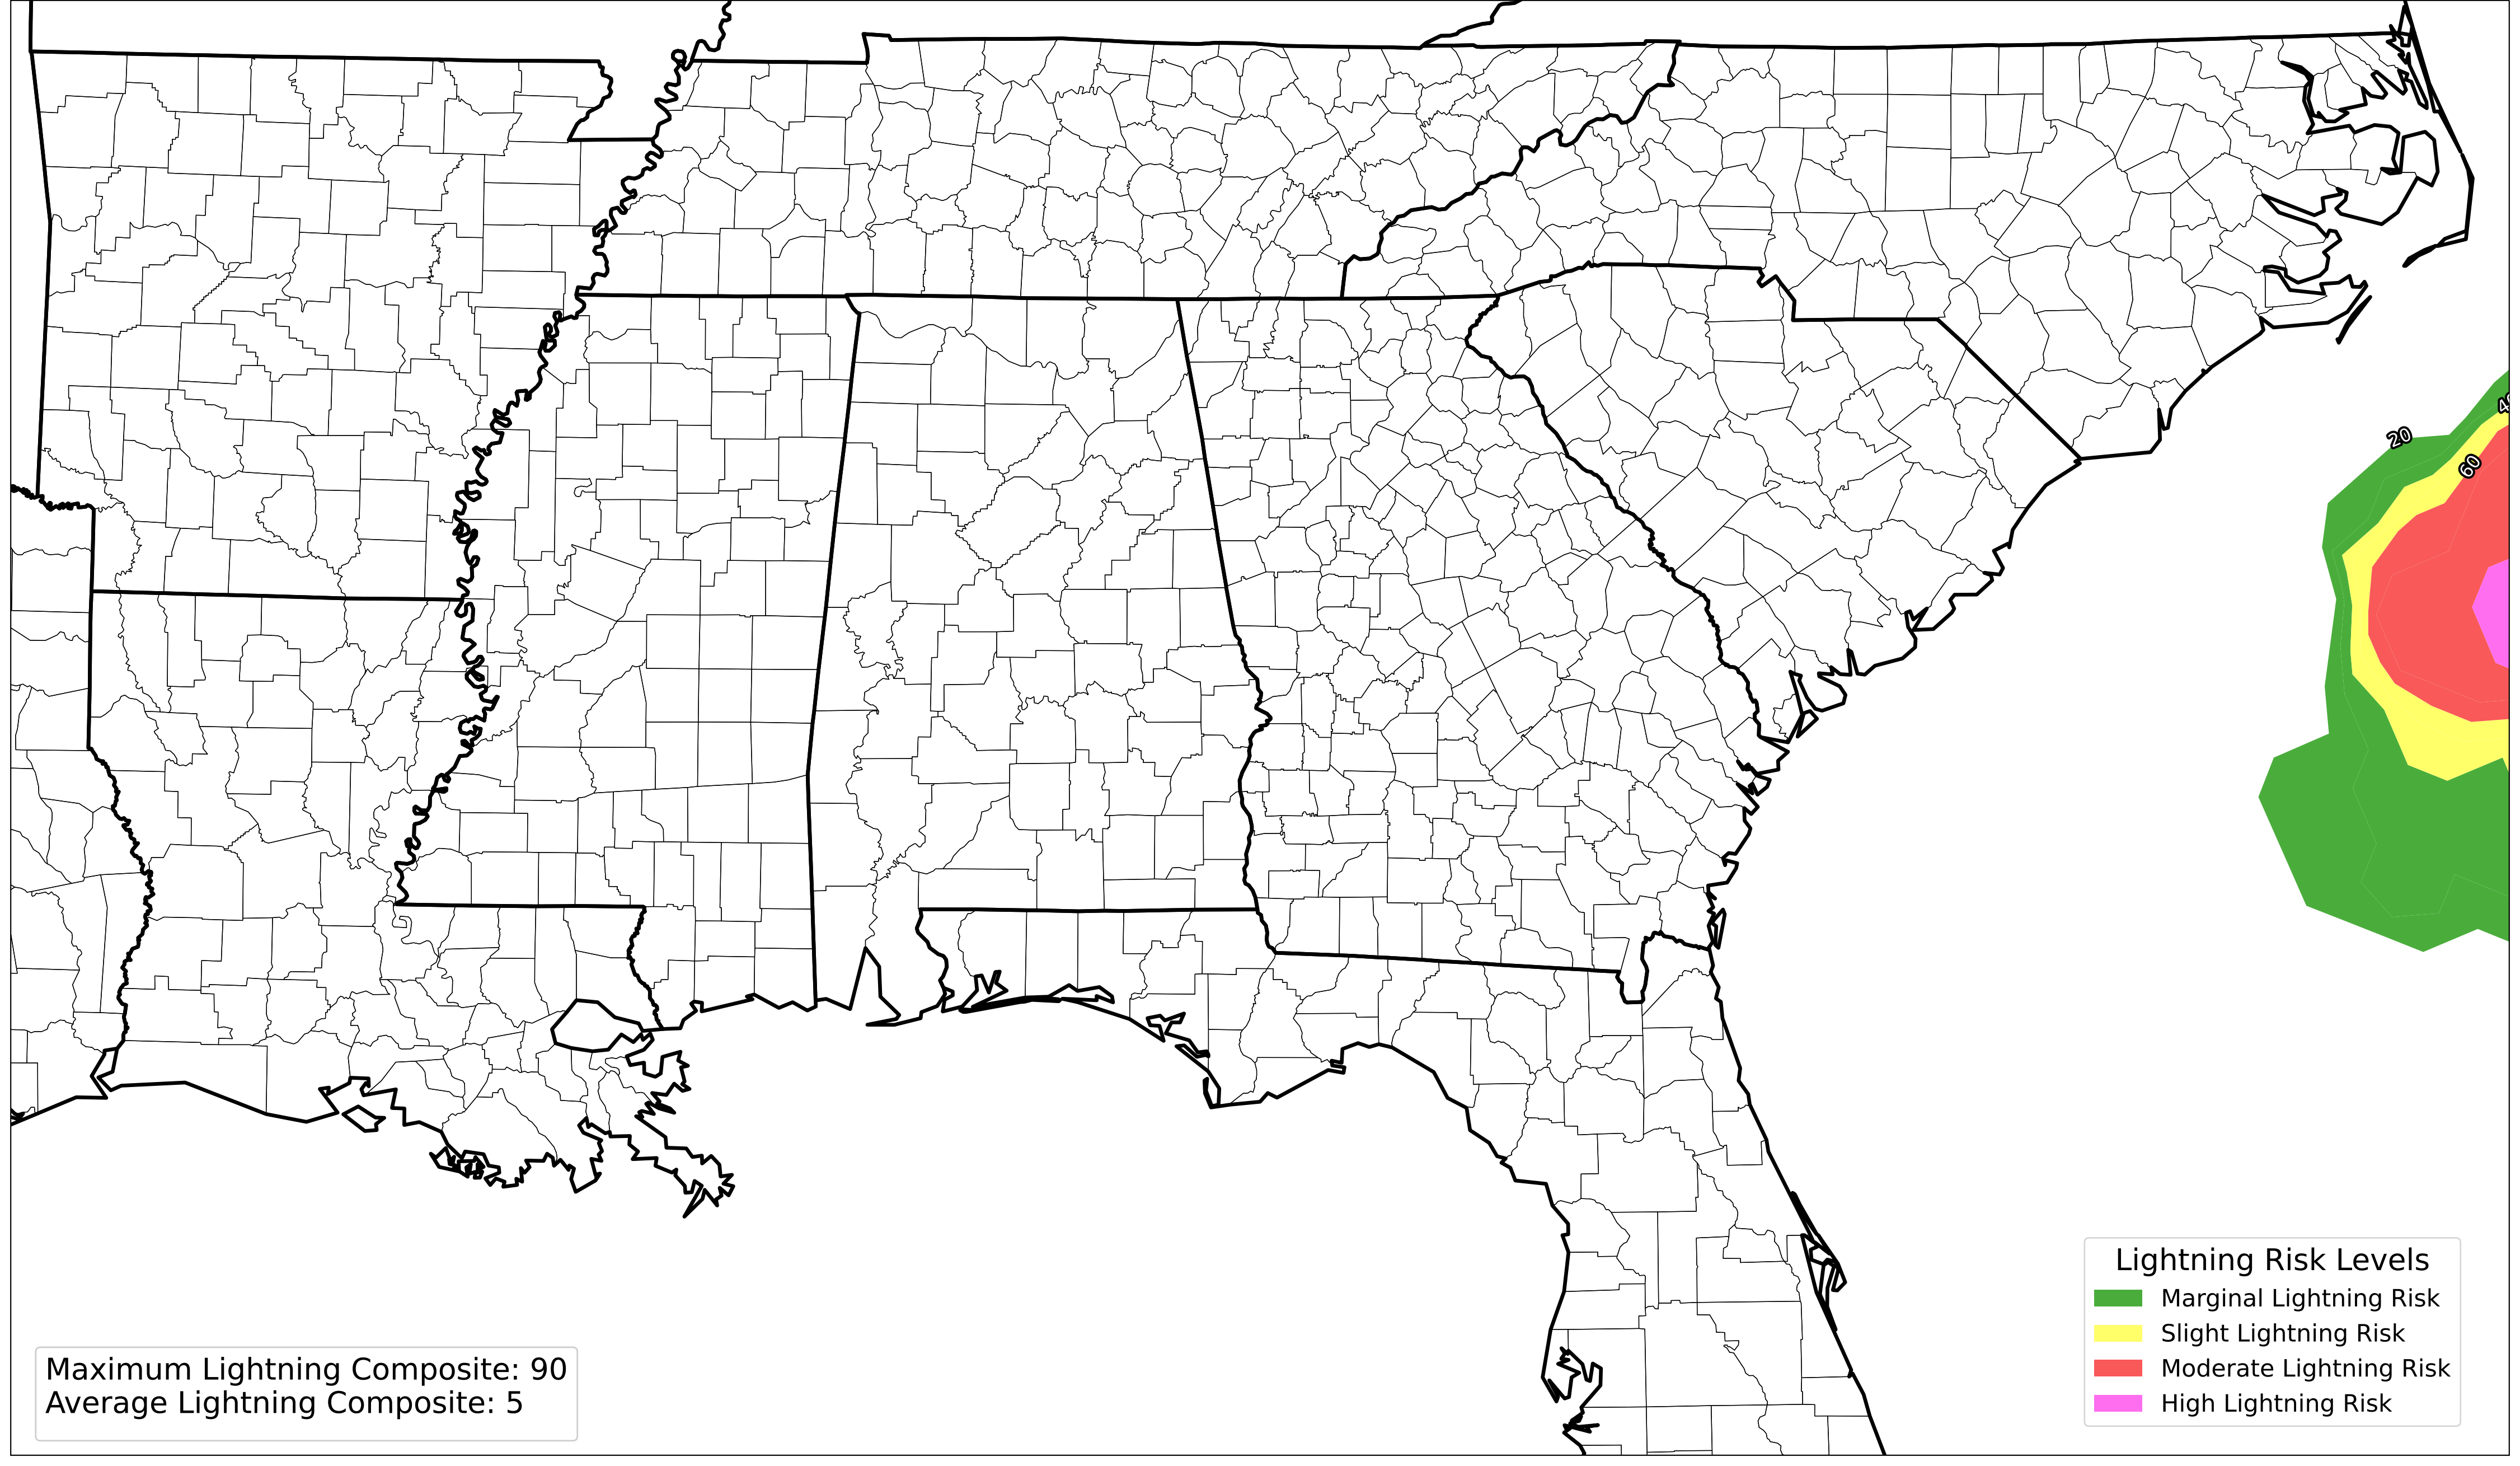 20
60
Lightning Risk Levels
Marginal Lightning Risk
Slight Lightning Risk
Moderate Lightning Risk
High Lightning Risk
Maximum Lightning Composite: 90
Average Lightning Composite: 5